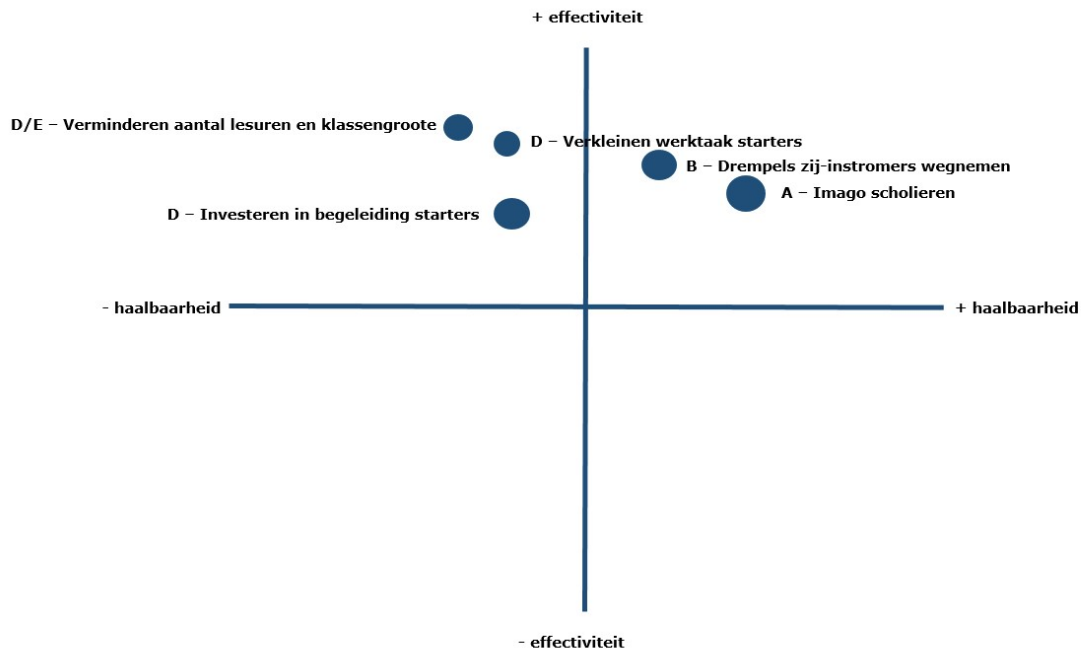 + effectiviteit
D/E – Verminderen aantal lesuren en klassengroote
D – Verkleinen werktaak starters
B – Drempels zij-instromers wegnemen
A – Imago scholieren
D – Investeren in begeleiding starters
- haalbaarheid
+ haalbaarheid
- effectiviteit